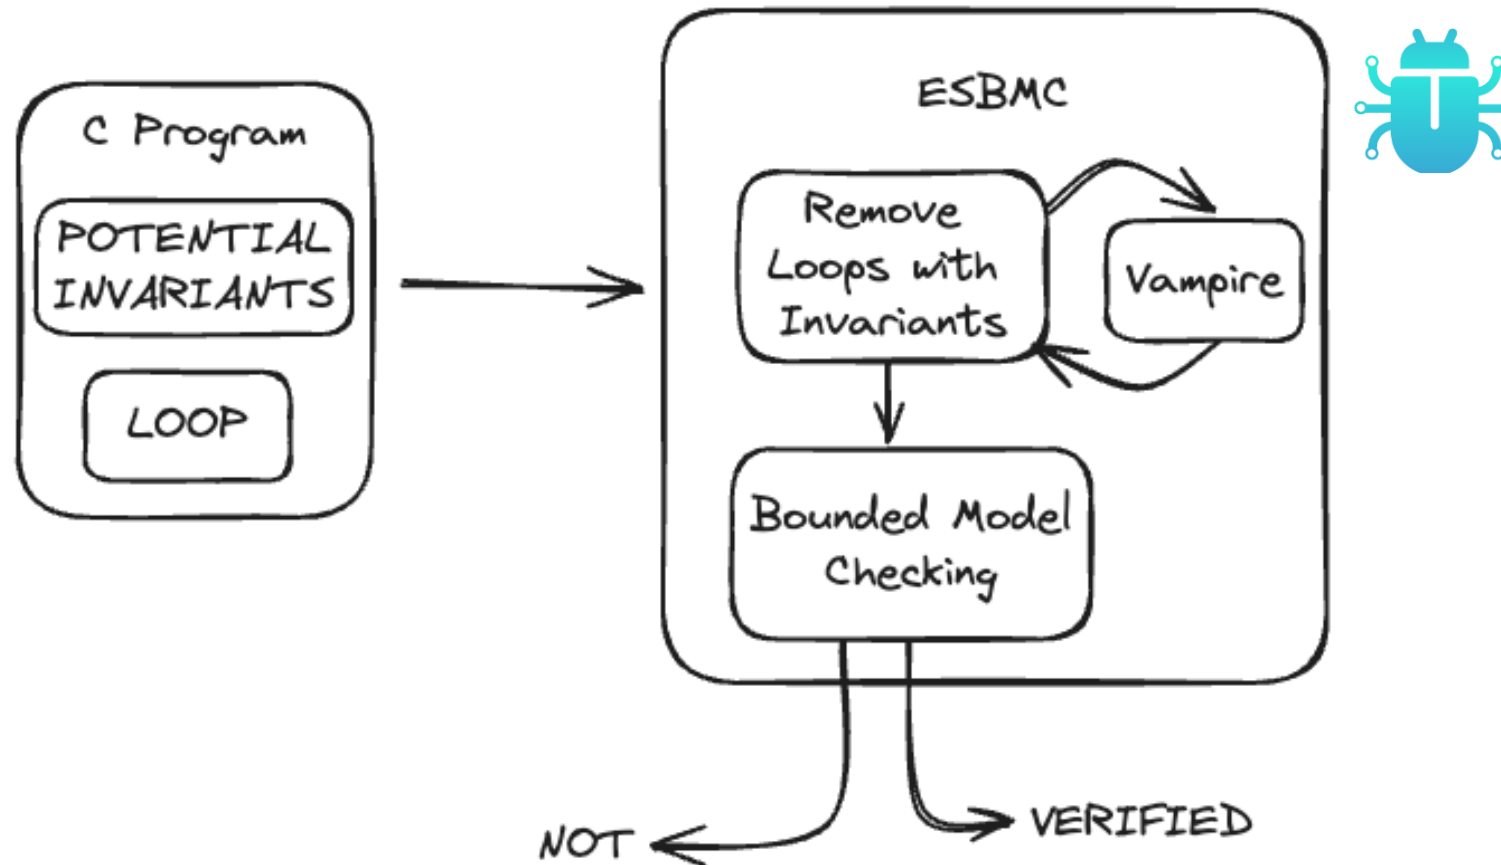 C Program
POTENTIAL
INVARIANTS
LOOP
ESBMC
Remove
Loops with
Invariants
Vampire
Bounded Model
Checking
NOT
VERIFIED